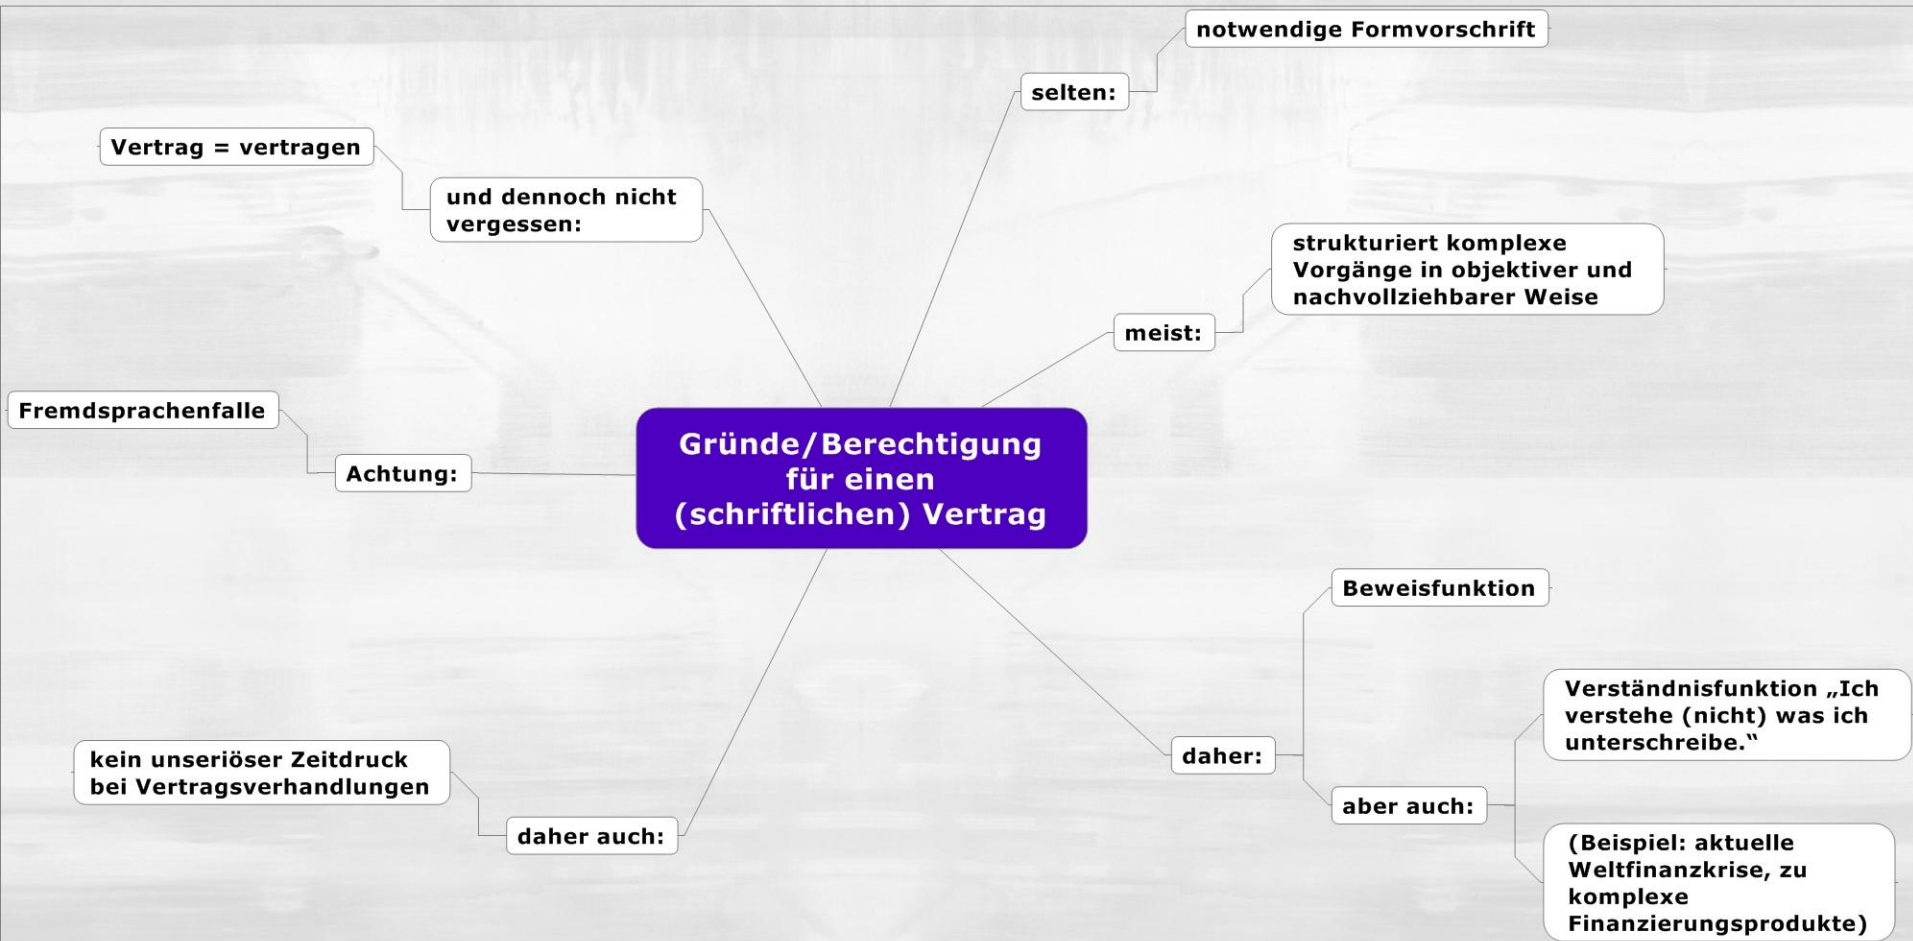 Gründe/Berechtigung
für einen
(schriftlichen) Vertrag
selten:
notwendige Formvorschrift
meist:
strukturiert komplexe
Vorgänge in objektiver und
nachvollziehbarer Weise
daher:
Beweisfunktion
aber auch:
Verständnisfunktion „Ich
verstehe (nicht) was ich
unterschreibe.“
(Beispiel: aktuelle
Weltfinanzkrise, zu
komplexe
Finanzierungsprodukte)
daher auch:
kein unseriöser Zeitdruck
bei Vertragsverhandlungen
Achtung:
Fremdsprachenfalle
und dennoch nicht
vergessen:
Vertrag = vertragen